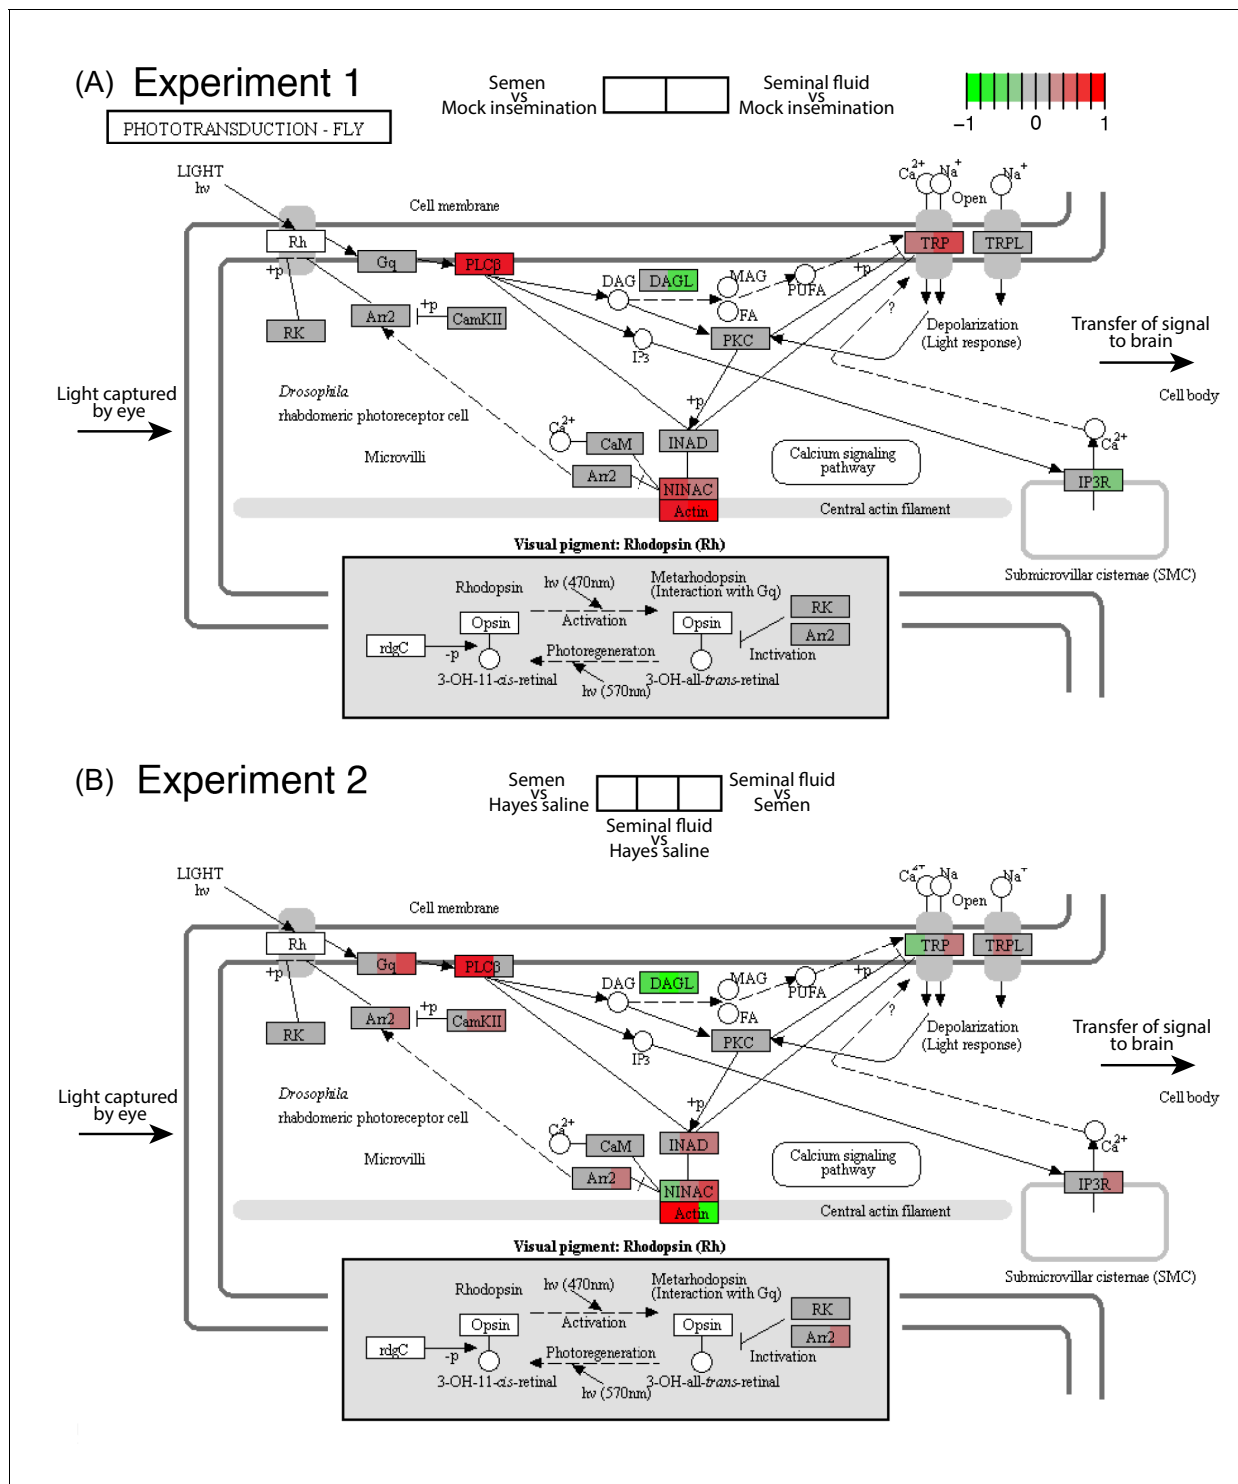 (A) Experiment 1
Semen
vs
Mock insemination
Seminal fluid
vs
Mock insemination
−1 0 1
PHOTOTRANSDUCTION - FLY
LIGHT
hν
Cell membrane
Ca2+
Na+
Na+
Open
Rh
+p
Gq
PLCβ
TRP
TRPL
DAG
DAGL
MAG
PUFA
+p
FA
Arr2
+p
CamKII
RK
IP3
PKC
?
Depolarization
(Light response)
Transfer of signal
to brain
Cell body
Light captured
by eye
Drosophila
rhabdomeric photoreceptor cell
+p
Ca2+
CaM
INAD
Ca2+
Microvilli
Arr2
NINAC
Calcium signaling
pathway
IP3R
Actin
Central actin filament
Visual pigment: Rhodopsin (Rh)
Submicrovillar cisternae (SMC)
Rhodopsin
hν (470nm)
Metarhodopsin
(Interaction with Gq)
RK
Opsin
Activation
Opsin
Arr2
rdgC
-p
Photoregeneration
Inctivation
3-OH-11-cis-retinal
3-OH-all-trans-retinal
hν (570nm)
(B) Experiment 2
Semen
vs
Hayes saline
Seminal fluid
vs
Semen
Seminal fluid
vs
Hayes saline
LIGHT
hν
Cell membrane
Ca2+
Na
Na+
Open
Rh
+p
Gq
PLCβ
TRP
TRPL
DAG
DAGL
MAG
PUFA
+p
FA
Arr2
+p
CamKII
RK
IP3
PKC
?
Depolarization
(Light response)
Transfer of signal
to brain
Cell body
Light captured
by eye
Drosophila
rhabdomeric photoreceptor cell
+p
Ca2+
CaM
INAD
Ca2+
Microvilli
Arr2
NINAC
Calcium signaling
pathway
IP3R
Actin
Central actin filament
Visual pigment: Rhodopsin (Rh)
Submicrovillar cisternae (SMC)
Rhodopsin
hν (470nm)
Metarhodopsin
(Interaction with Gq)
RK
Opsin
Activation
Opsin
Arr2
rdgC
-p
Photoregeneration
Inctivation
3-OH-11-cis-retinal
3-OH-all-trans-retinal
hν (570nm)